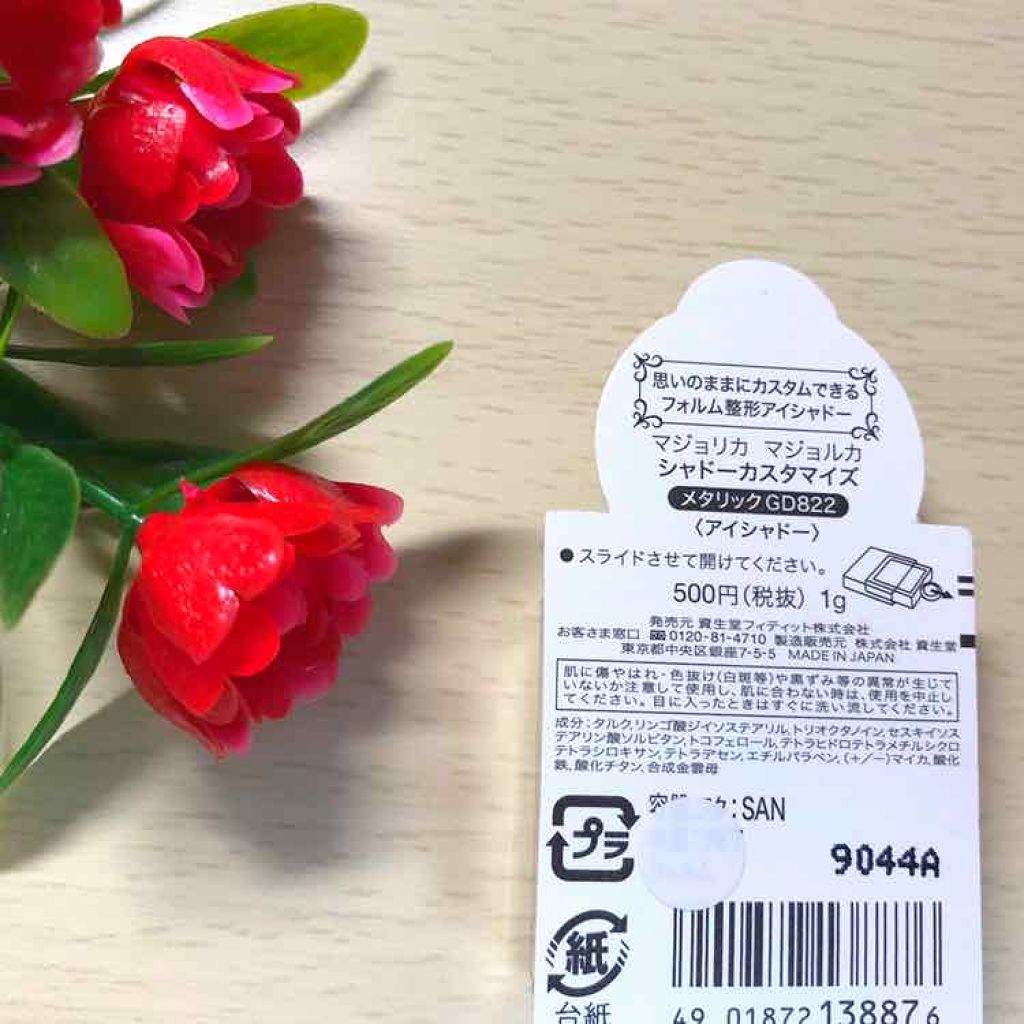 思いのままにカスタムできる
フォルム整形アイシャドー
マジョリカ マジョルカ
シャドーカスタマイズ
メタリックGD822
〈アイシャドー〉
●スライドさせて開けてください。
500円(税抜) 1g
発売元 資生堂フィティット株式会社
お客さま窓口 0120-81-4710 製造販売元 株式会社 資生堂
東京都中央区銀座7-5-5 MADE IN JAPAN
肌に傷やはれ・色抜け(白斑等)や黒ずみ等の異常が生じて
いないか注意して使用し、肌に合わない時は、使用を中止し
てください。目に入ったときはすぐに洗い流してください。
成分:タルク,リンゴ酸ジイソステアリル,トリオクタノイン,セスキイソス
テアリン酸ソルビタン,トコフェロール,テトラヒドロテトラメチルシクロ
テトラシロキサン,テトラデセン,エチルパラベン,(+/−)マイカ,酸化
鉄,酸化チタン,合成金雲母
プラ
: SAN
9044A
紙
台紙
49 01872 138876